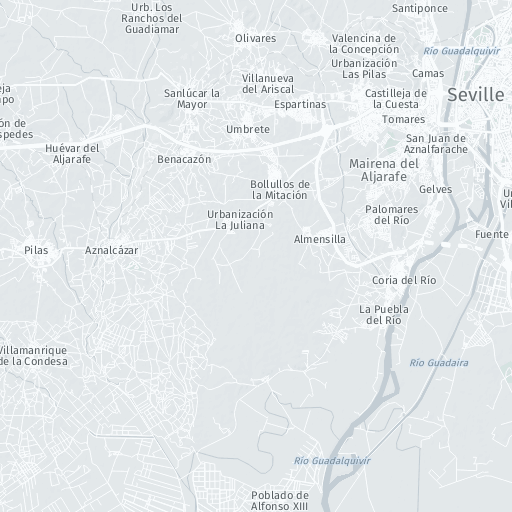 Urb. Los
Ranchos del
Guadiamar
Santiponce
Olivares
Valencina de
la Concepción
Río Guadalquivir
Urbanización
Las Pilas
Camas
Villanueva
del Ariscal
Sanlúcar la
Mayor
Espartinas
Castilleja de
la Cuesta
Seville
Tomares
Umbrete
San Juan de
Aznalfarache
Huévar del
Aljarafe
Benacazón
Mairena del
Aljarafe
Bollullos de
la Mitación
Gelves
Urbanización
La Juliana
Palomares
del Río
Fuente
Almensilla
Pilas
Aznalcázar
Coria del Río
La Puebla
del Río
Villamanrique
de la Condesa
Río Guadaira
Río Guadalquivir
Poblado de
Alfonso XIII